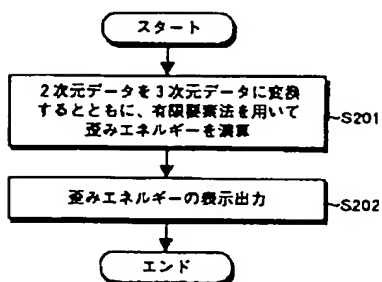 スタート
2次元データを3次元データに変換
するとともに、有限要素法を用いて
歪みエネルギーを演算
S201
歪みエネルギーの表示出力
S202
エンド